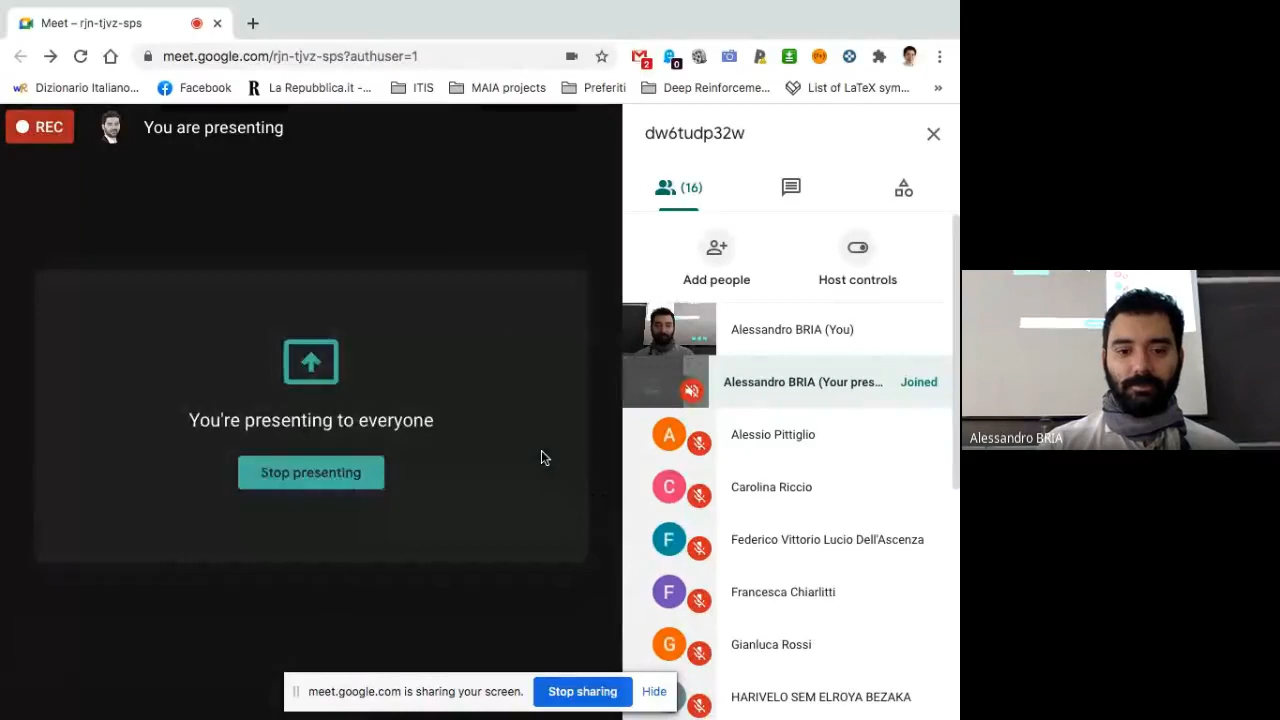 Meet – rjn-tjvz-sps
meet.google.com/rjn-tjvz-sps?authuser=1
2
0
Dizionario Italiano...
Facebook
La Repubblica.it -...
ITIS
MAIA projects
Preferiti
Deep Reinforceme...
List of LaTeX sym...
»
REC
You are presenting
dw6tudp32w
(16)
Add people
Host controls
Alessandro BRIA (You)
Alessandro BRIA (Your pres...
Joined
A
Alessio Pittiglio
C
Carolina Riccio
F
Federico Vittorio Lucio Dell'Ascenza
F
Francesca Chiarlitti
G
Gianluca Rossi
HARIVELO SEM ELROYA BEZAKA
You're presenting to everyone
Stop presenting
meet.google.com is sharing your screen.
Stop sharing
Hide
Alessandro BRIA